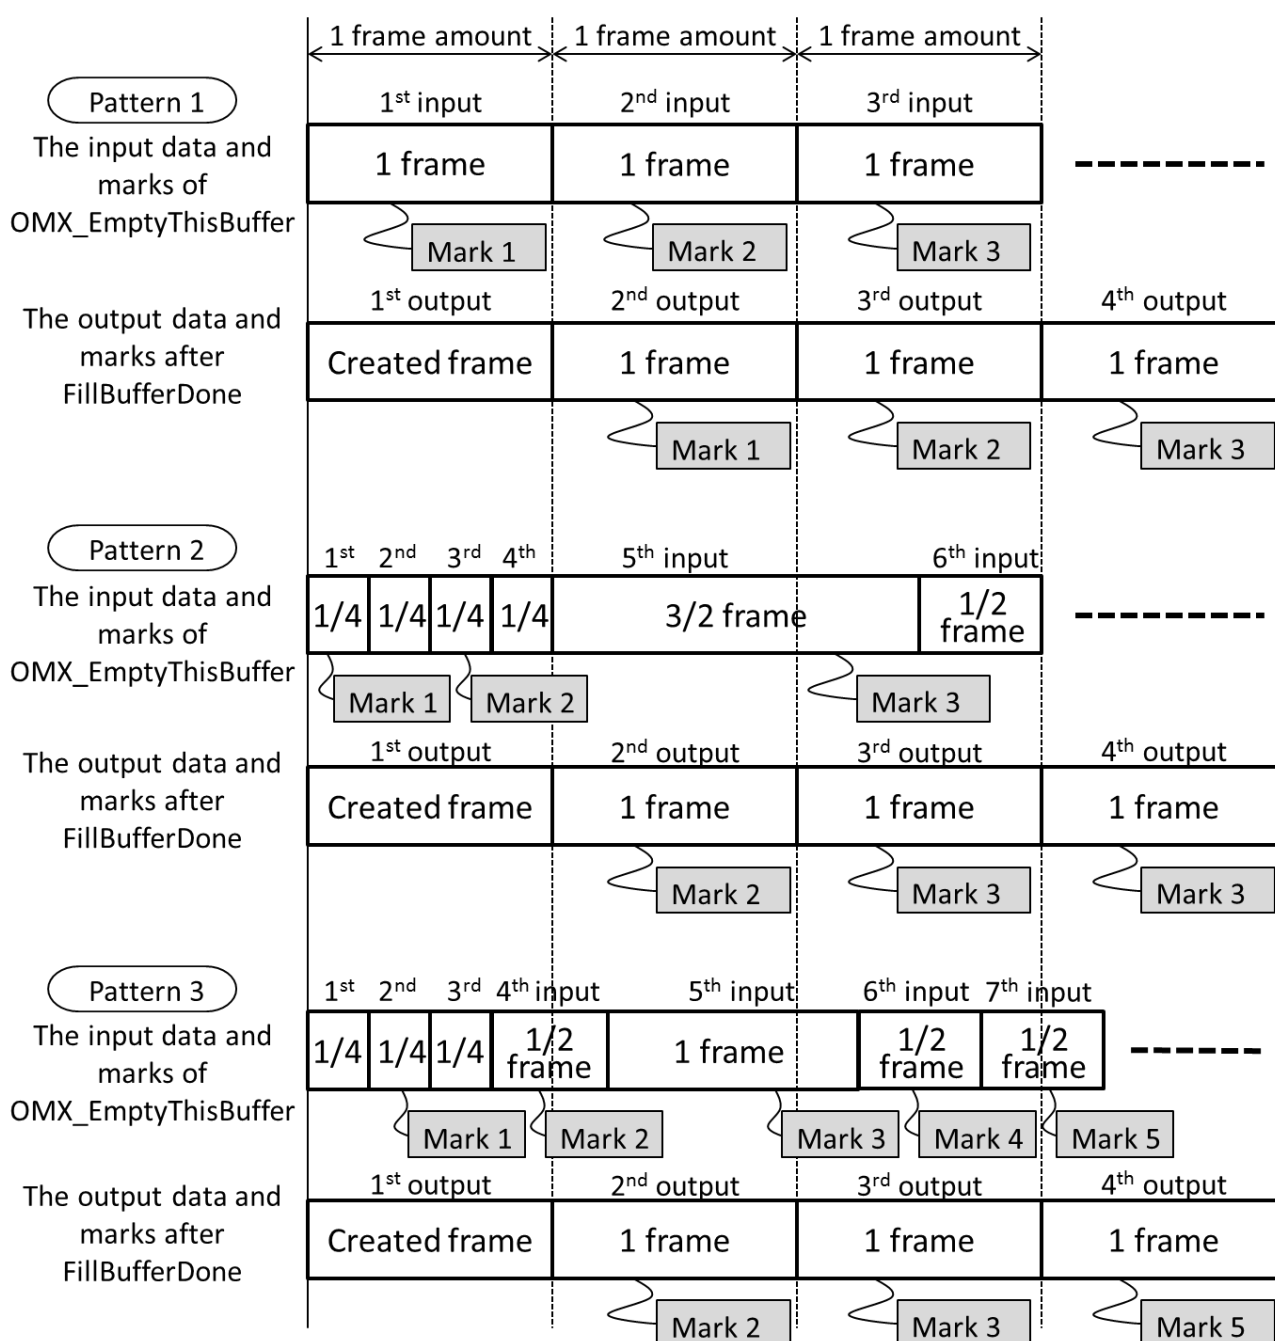 1 frame amount 1 frame amount 1 frame amount
Pattern 1
1st input 2nd input 3rd input
The input data and
marks of
OMX_EmptyThisBuffer
1 frame 1 frame 1 frame
Mark 1 Mark 2 Mark 3
1st output 2nd output 3rd output 4th output
The output data and
marks after
FillBufferDone
Created frame 1 frame 1 frame 1 frame
Mark 1 Mark 2 Mark 3
Pattern 2
1st 2nd 3rd 4th 5th input 6th input
The input data and
marks of
OMX_EmptyThisBuffer
1/4 1/4 1/4 1/4 3/2 frame 1/2
frame
Mark 1 Mark 2 Mark 3
1st output 2nd output 3rd output 4th output
The output data and
marks after
FillBufferDone
Created frame 1 frame 1 frame 1 frame
Mark 2 Mark 3 Mark 3
Pattern 3
1st 2nd 3rd 4th input 5th input 6th input 7th input
The input data and
marks of
OMX_EmptyThisBuffer
1/4 1/4 1/4 1/2
frame 1 frame 1/2
frame 1/2
frame
Mark 1 Mark 2 Mark 3 Mark 4 Mark 5
1st output 2nd output 3rd output 4th output
The output data and
marks after
FillBufferDone
Created frame 1 frame 1 frame 1 frame
Mark 2 Mark 3 Mark 5